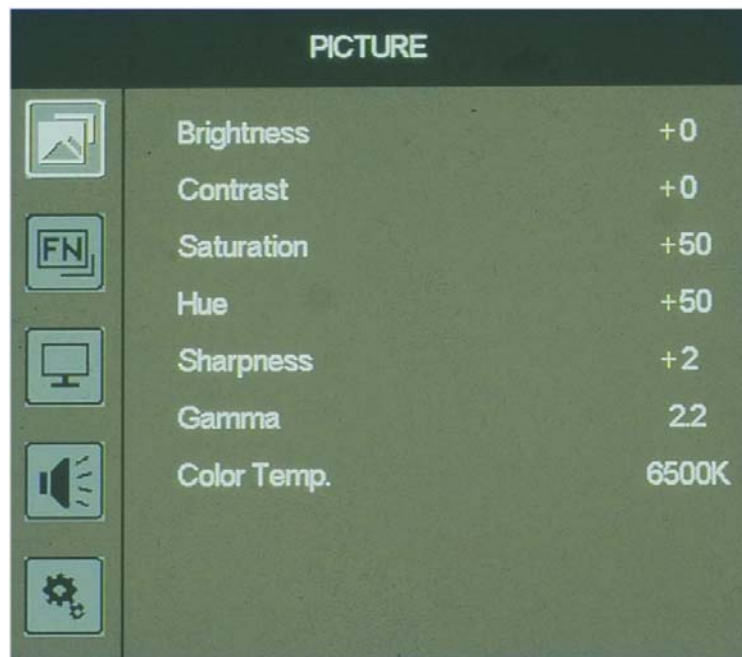 PICTURE
Brightness +0
Contrast +0
FN
Saturation +50
Hue +50
Sharpness +2
Gamma 2.2
Color Temp. 6500K